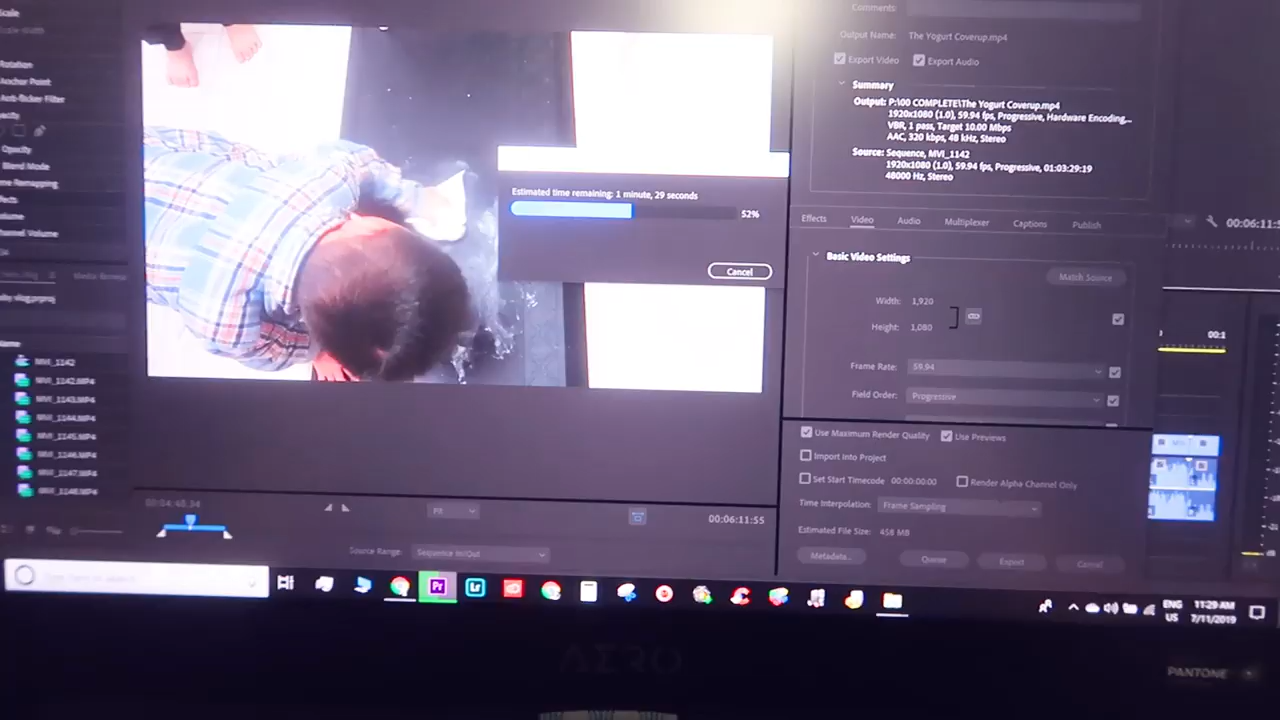 Rotation
Anchor Point
Anti-flicker Filter
Opacity
Blend Mode
Channel Volume
MVI_1142
MVI_1142.MP4
MVI_1143.MP4
MVI_1144.MP4
MVI_1145.MP4
MVI_1146.MP4
MVI_1147.MP4
MVI_1148.MP4
Estimated time remaining: 1 minute, 29 seconds
52%
Cancel
Fit
00:06:11:55
Source Range: Sequence In/Out
Comments:
Output Name: The Yogurt Coverup.mp4
Export Video Export Audio
Summary
Output: P:\00 COMPLETE\The Yogurt Coverup.mp4
1920x1080 (1.0), 59.94 fps, Progressive, Hardware Encoding,...
VBR, 1 pass, Target 10.00 Mbps
AAC, 320 kbps, 48 kHz, Stereo
Source: Sequence, MVI_1142
1920x1080 (1.0), 59.94 fps, Progressive, 01:03:29:19
48000 Hz, Stereo
Effects Video Audio Multiplexer Captions Publish
Basic Video Settings
Match Source
Width: 1,920
Height: 1,080
Frame Rate: 59.94
Field Order: Progressive
Use Maximum Render Quality Use Previews
Import Into Project
Set Start Timecode 00:00:00:00 Render Alpha Channel Only
Time Interpolation: Frame Sampling
Estimated File Size: 458 MB
Metadata... Queue Export Cancel
00:06:11:5
00:1
Pr Lr
ENG 11:29 AM
US 7/11/2019
AERO
PANTONE